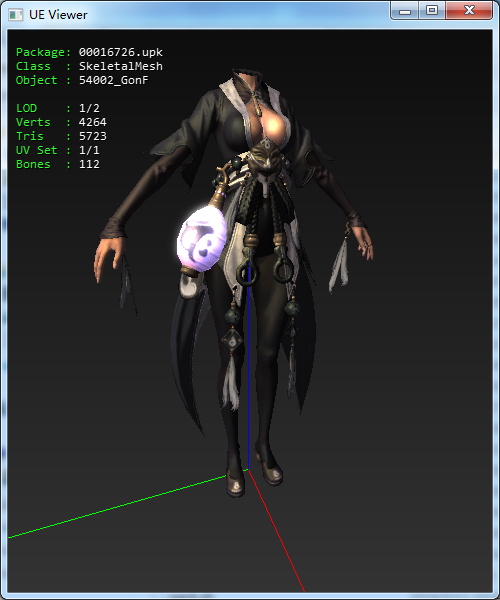 UE Viewer
Package: 00016726.upk
Class : SkeletalMesh
Object : 54002_GonF
LOD : 1/2
Verts : 4264
Tris : 5723
UV Set : 1/1
Bones : 112